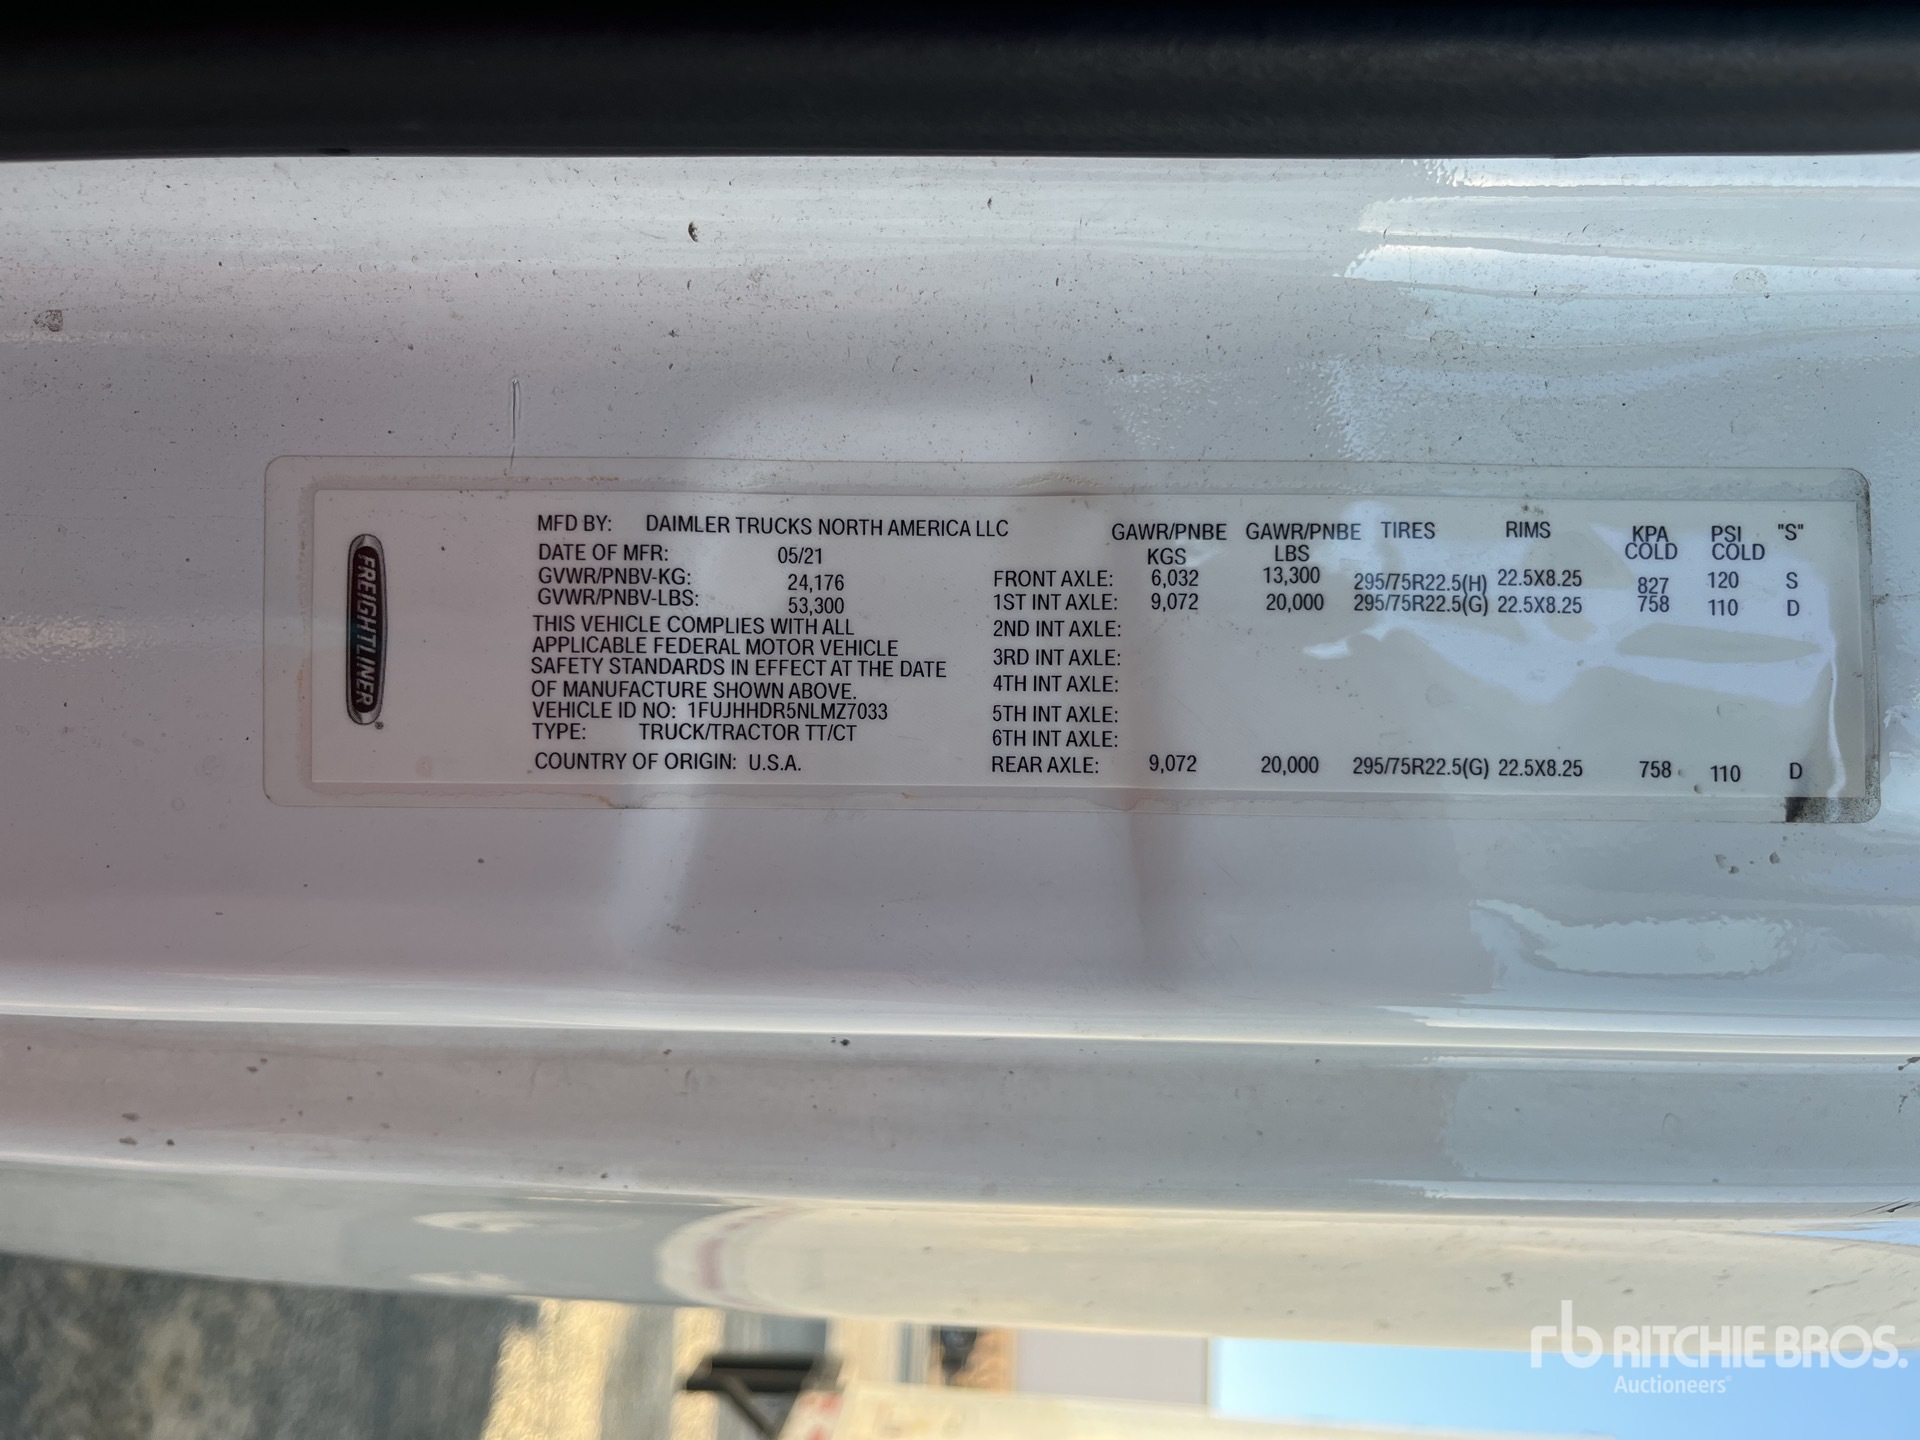 FREIGHTLINER®
MFD BY: DAIMLER TRUCKS NORTH AMERICA LLC
DATE OF MFR: 05/21
GVWR/PNBV-KG: 24,176
GVWR/PNBV-LBS: 53,300
THIS VEHICLE COMPLIES WITH ALL
APPLICABLE FEDERAL MOTOR VEHICLE
SAFETY STANDARDS IN EFFECT AT THE DATE
OF MANUFACTURE SHOWN ABOVE.
VEHICLE ID NO: 1FUJHHDR5NLMZ7033
TYPE: TRUCK/TRACTOR TT/CT
COUNTRY OF ORIGIN: U.S.A.
GAWR/PNBE GAWR/PNBE TIRES RIMS KPA PSI "S"
KGS LBS COLD COLD
FRONT AXLE: 6,032 13,300 295/75R22.5(H) 22.5X8.25 827 120 S
1ST INT AXLE: 9,072 20,000 295/75R22.5(G) 22.5X8.25 758 110 D
2ND INT AXLE:
3RD INT AXLE:
4TH INT AXLE:
5TH INT AXLE:
6TH INT AXLE:
REAR AXLE: 9,072 20,000 295/75R22.5(G) 22.5X8.25 758 110 D
rb RITCHIE BROS.
Auctioneers